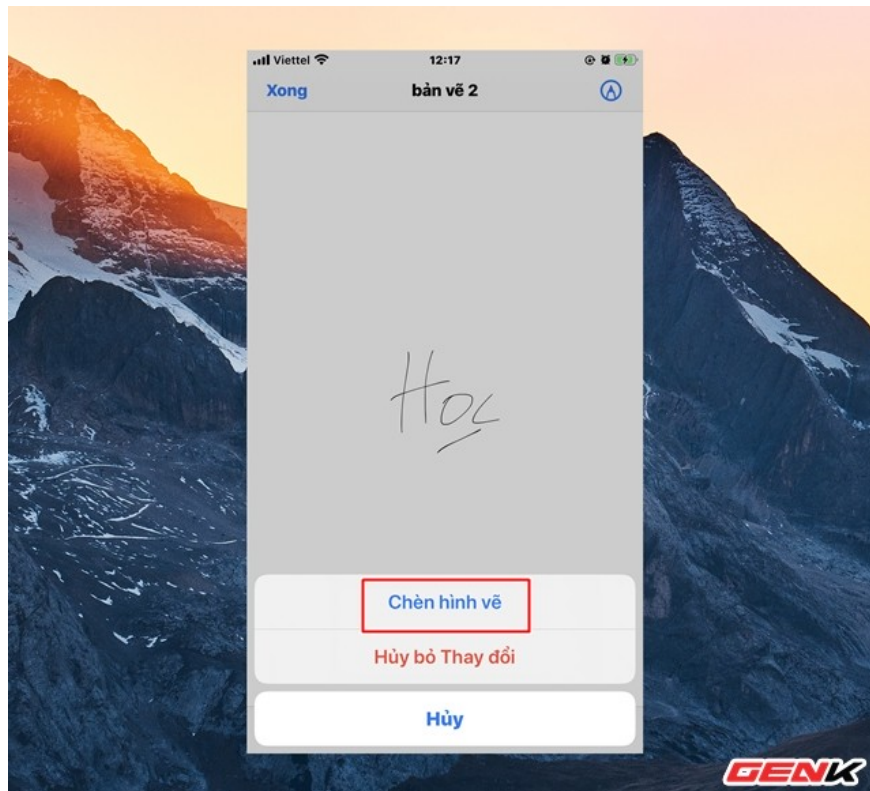 Viettel
12:17
Xong
bản vẽ 2
Học
Chèn hình vẽ
Hủy bỏ Thay đổi
Hủy
GENK